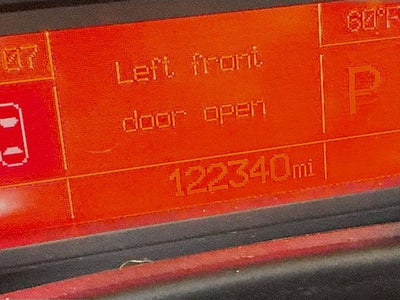 07
60°F
Left front
door open
P
122340mi